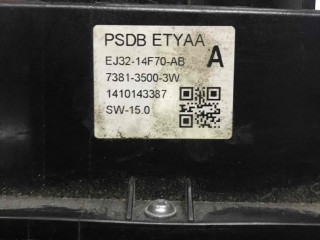 PSDB ETYAA
EJ32-14F70-AB A
7381-3500-3W
1410143387
SW-15.0